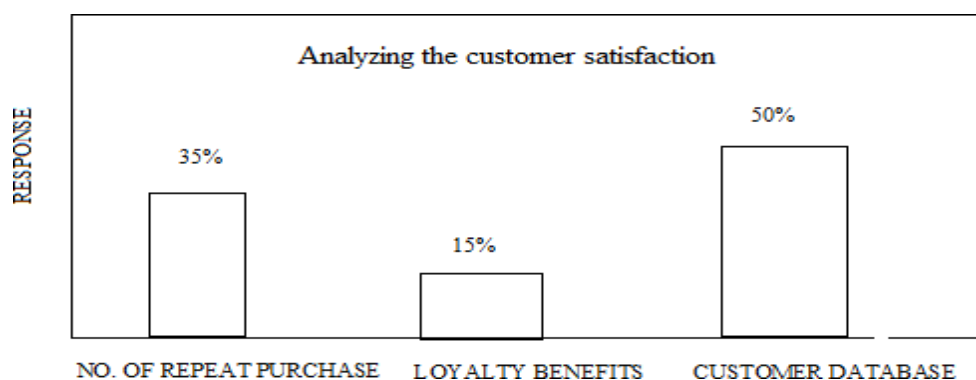 Analyzing the customer satisfaction
RESPONSE
50%
35%
15%
NO. OF REPEAT PURCHASE LOYALTY BENEFITS CUSTOMER DATABASE